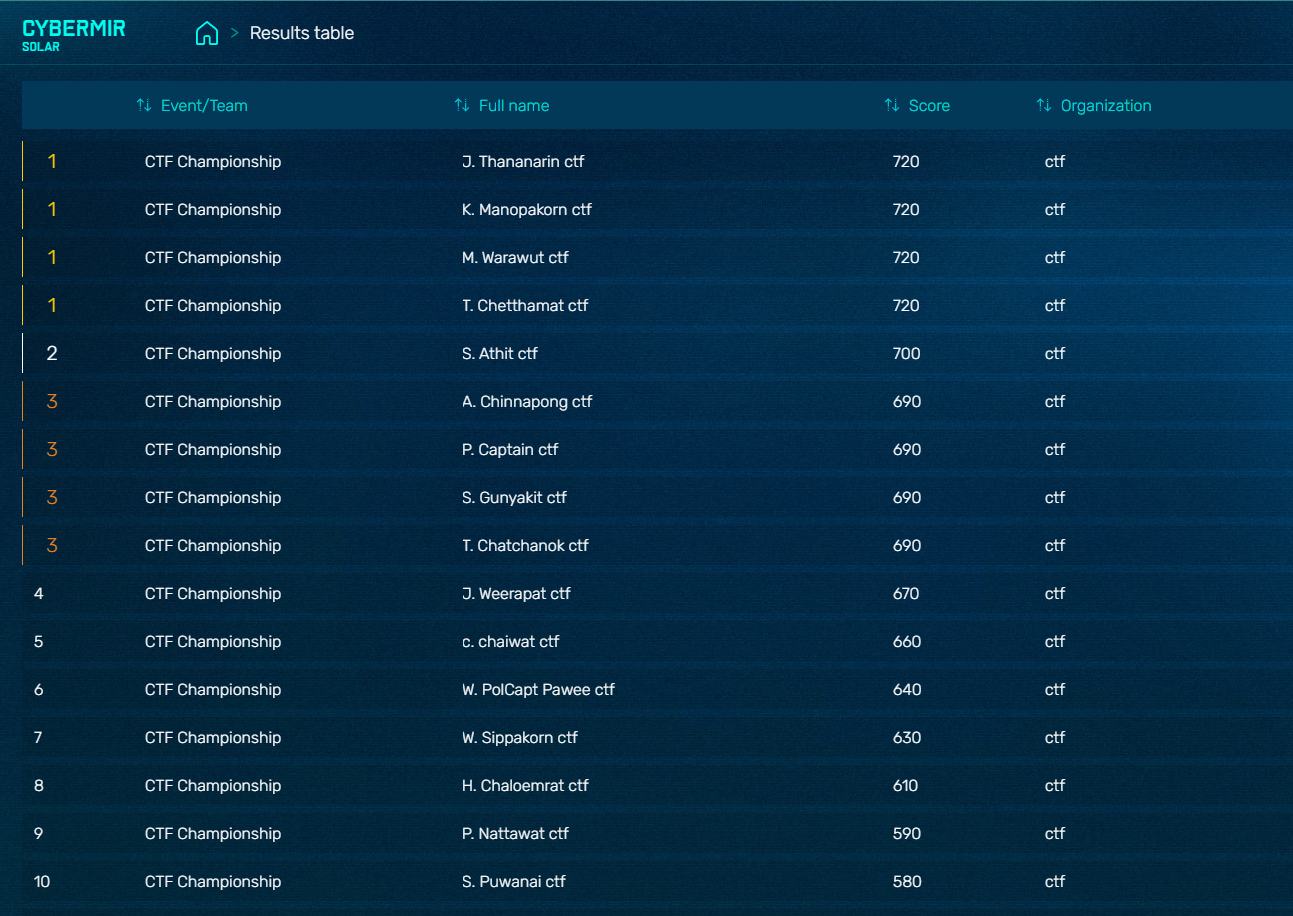 CYBERMIR
SOLAR
> Results table
Event/Team Full name Score Organization
1 CTF Championship J. Thananarin ctf 720 ctf
1 CTF Championship K. Manopakorn ctf 720 ctf
1 CTF Championship M. Warawut ctf 720 ctf
1 CTF Championship T. Chetthamat ctf 720 ctf
2 CTF Championship S. Athit ctf 700 ctf
3 CTF Championship A. Chinnapong ctf 690 ctf
3 CTF Championship P. Captain ctf 690 ctf
3 CTF Championship S. Gunyakit ctf 690 ctf
3 CTF Championship T. Chatchanok ctf 690 ctf
4 CTF Championship J. Weerapat ctf 670 ctf
5 CTF Championship c. chaiwat ctf 660 ctf
6 CTF Championship W. PolCapt Pawee ctf 640 ctf
7 CTF Championship W. Sippakorn ctf 630 ctf
8 CTF Championship H. Chaloemrat ctf 610 ctf
9 CTF Championship P. Nattawat ctf 590 ctf
10 CTF Championship S. Puwanai ctf 580 ctf